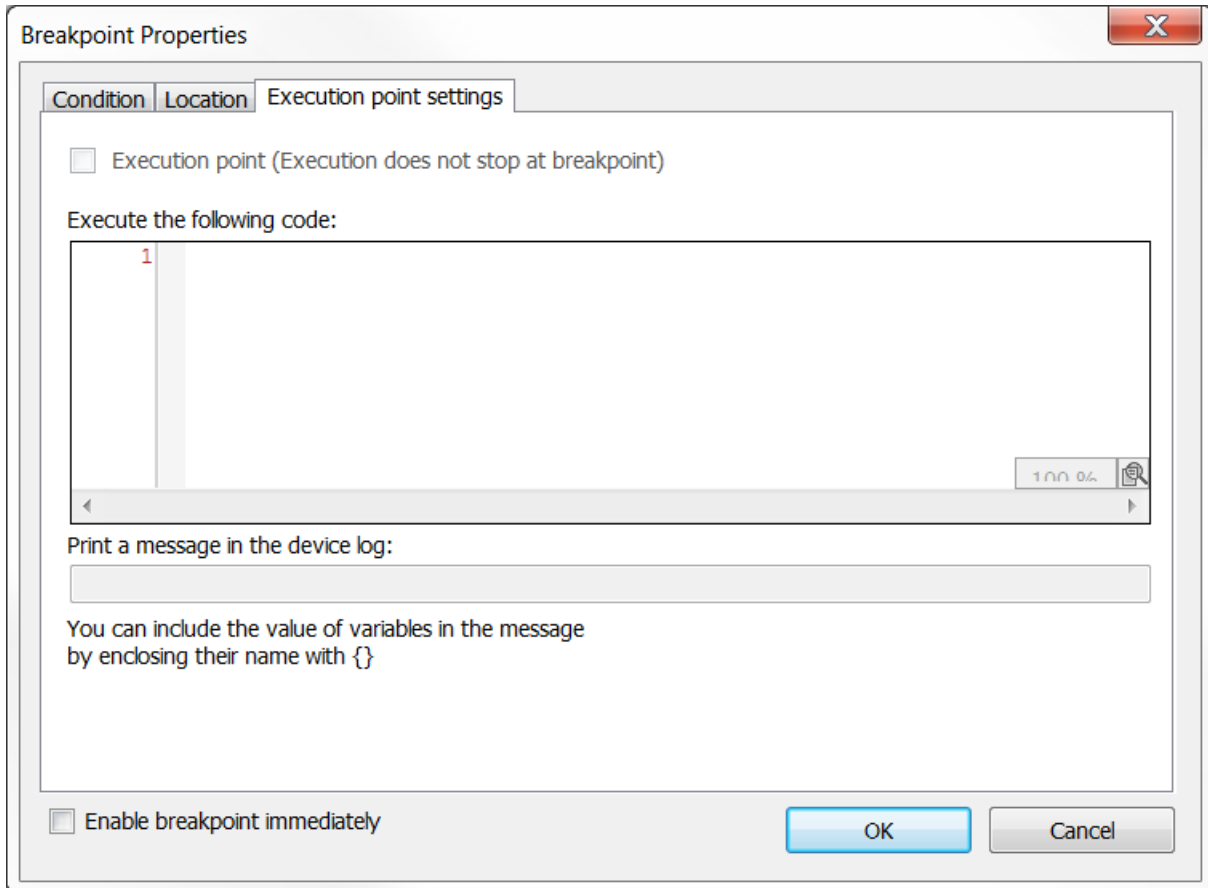 Breakpoint Properties
Condition Location Execution point settings
Execution point (Execution does not stop at breakpoint)
Execute the following code:
1
100 %
Print a message in the device log:
You can include the value of variables in the message
by enclosing their name with {}
Enable breakpoint immediately
OK Cancel